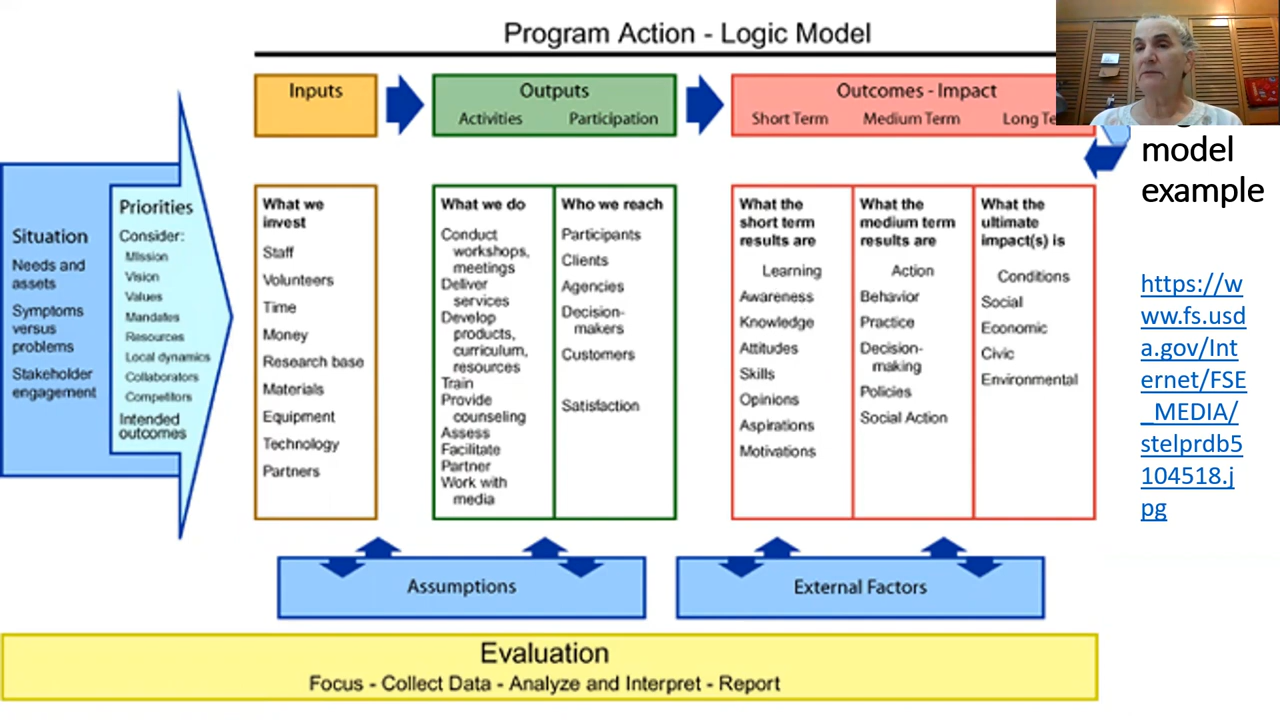 Program Action - Logic Model
Inputs
Outputs
Activities Participation
Outcomes - Impact
Short Term Medium Term Long
model
example
https://w
ww.fs.usd
a.gov/Int
ernet/FSE
_MEDIA/
stelprdb5
104518.j
pg
Situation
Needs and
assets
Symptoms
versus
problems
Stakeholder
engagement
Priorities
Consider:
Mission
Vision
Values
Mandates
Resources
Local dynamics
Collaborators
Competitors
Intended
outcomes
What we
invest
Staff
Volunteers
Time
Money
Research base
Materials
Equipment
Technology
Partners
What we do
Conduct
workshops,
meetings
Deliver
services
Develop
products,
curriculum,
resources
Train
Provide
counseling
Assess
Facilitate
Partner
Work with
media
Who we reach
Participants
Clients
Agencies
Decision-
makers
Customers
Satisfaction
What the
short term
results are
Learning
Awareness
Knowledge
Attitudes
Skills
Opinions
Aspirations
Motivations
What the
medium term
results are
Action
Behavior
Practice
Decision-
making
Policies
Social Action
What the
ultimate
impact(s) is
Conditions
Social
Economic
Civic
Environmental
Assumptions
External Factors
Evaluation
Focus - Collect Data - Analyze and Interpret - Report